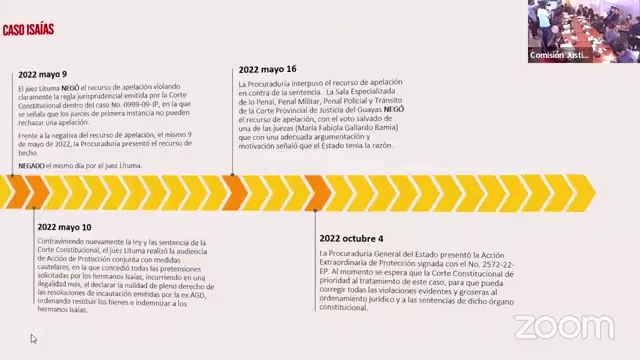 CASO ISAÍAS
2022 mayo 9
El juez Lituma NEGÓ el recurso de apelación violando
claramente la regla jurisprudencial emitida por la Corte
Constitucional dentro del caso No. 0999-09-JP, en la que
se señala que los jueces de primera instancia no pueden
rechazar una apelación.
Frente a la negativa del recurso de apelación, el mismo 9
de mayo de 2022, la Procuraduría presentó el recurso de
hecho.
NEGADO el mismo día por el juez Lituma.
2022 mayo 16
La Procuraduría interpuso el recurso de apelación
en contra de la sentencia. La Sala Especializada
de lo Penal, Penal Militar, Penal Policial y Tránsito
de la Corte Provincial de Justicia del Guayas NEGÓ
el recurso de apelación, con el voto salvado de
una de las juezas (María Fabiola Gallardo Ramia)
que con una adecuada argumentación y
motivación señaló que el Estado tenía la razón.
2022 mayo 10
Contraviniendo nuevamente la ley y las sentencia de la
Corte Constitucional, el juez Lituma realizó la audiencia
de Acción de Protección conjunta con medidas
cautelares, en la que concedió todas las pretensiones
solicitadas por los hermanos Isaías, incurriendo en una
ilegalidad más, al declarar la nulidad de pleno derecho de
las resoluciones de incautación emitidas por la ex AGD,
ordenando restituir los bienes e indemnizar a los
hermanos Isaías.
2022 octubre 4
La Procuraduría General del Estado presentó la Acción
Extraordinaria de Protección signada con el No. 2572-22-
EP. Al momento se espera que la Corte Constitucional dé
prioridad al tratamiento de este caso, para que pueda
corregir todas las violaciones evidentes y groseras al
ordenamiento jurídico y a las sentencias de dicho órgano
constitucional.
Comisión Justi...
zoom